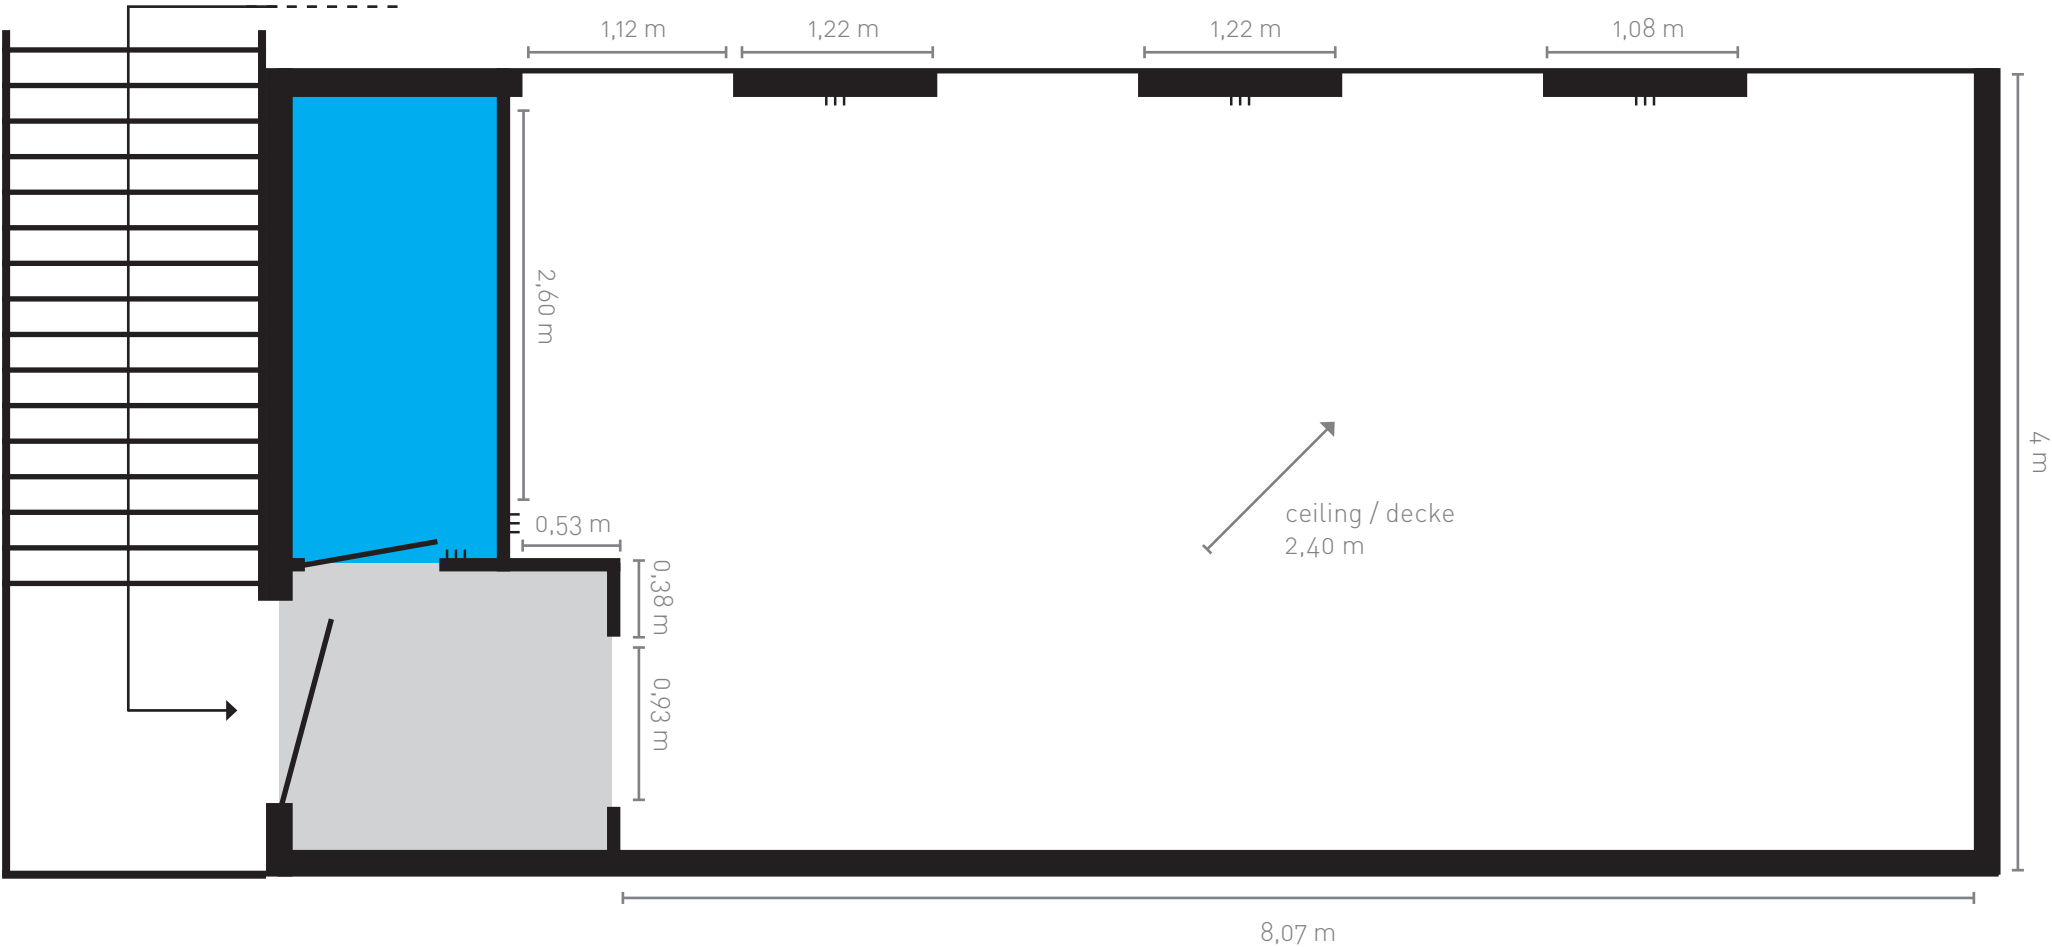 1,12 m
1,22 m
1,22 m
1,08 m
2,60 m
4 m
0,53 m
ceiling / decke
2,40 m
0,38 m
0,93 m
8,07 m